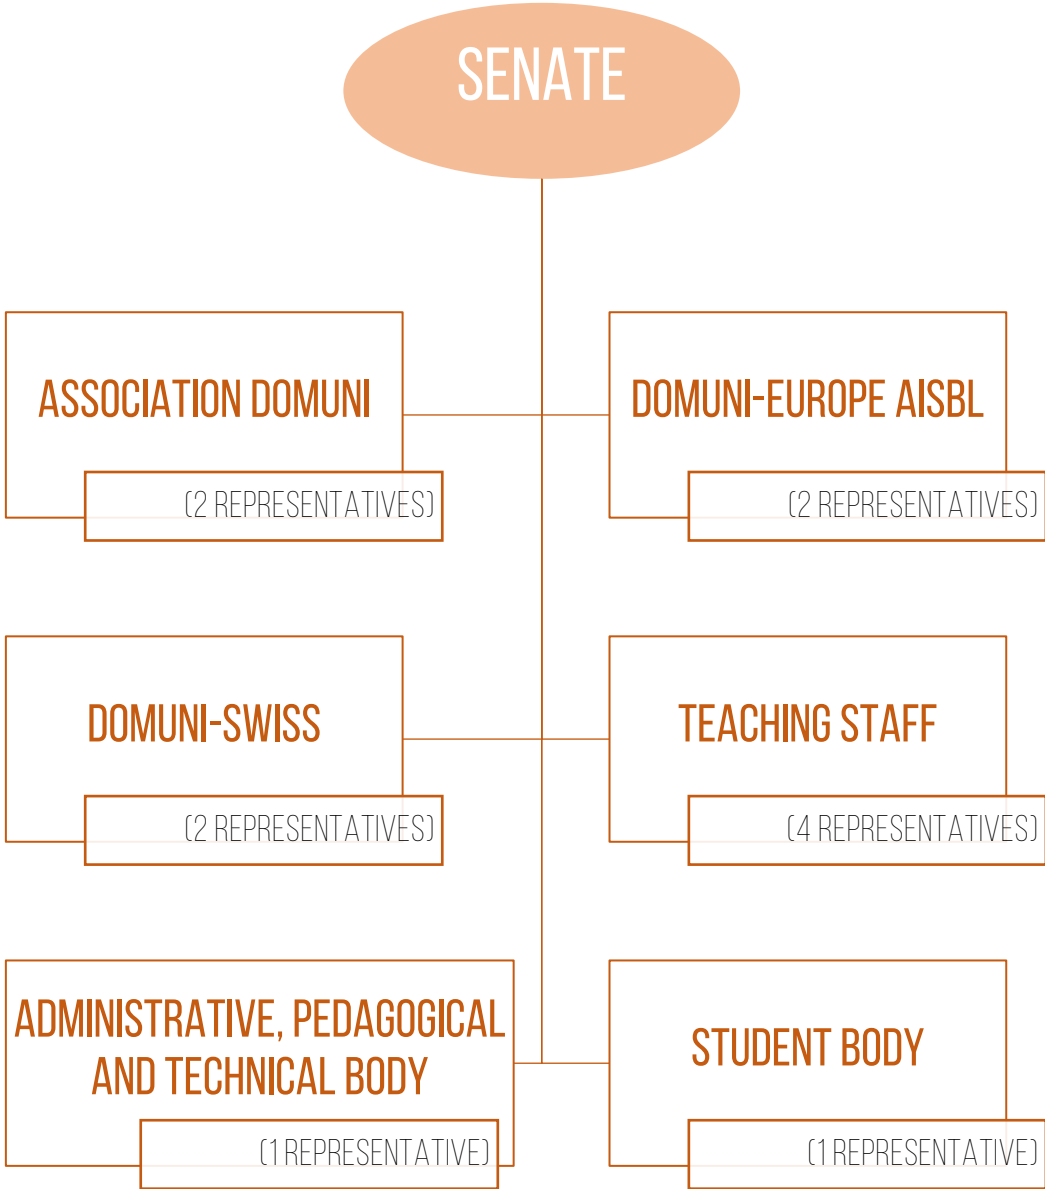 SENATE
ASSOCIATION DOMUNI
(2 REPRESENTATIVES)
DOMUNI-EUROPE AISBL
(2 REPRESENTATIVES)
DOMUNI-SWISS
(2 REPRESENTATIVES)
TEACHING STAFF
(4 REPRESENTATIVES)
ADMINISTRATIVE, PEDAGOGICAL
AND TECHNICAL BODY
(1 REPRESENTATIVE)
STUDENT BODY
(1 REPRESENTATIVE)